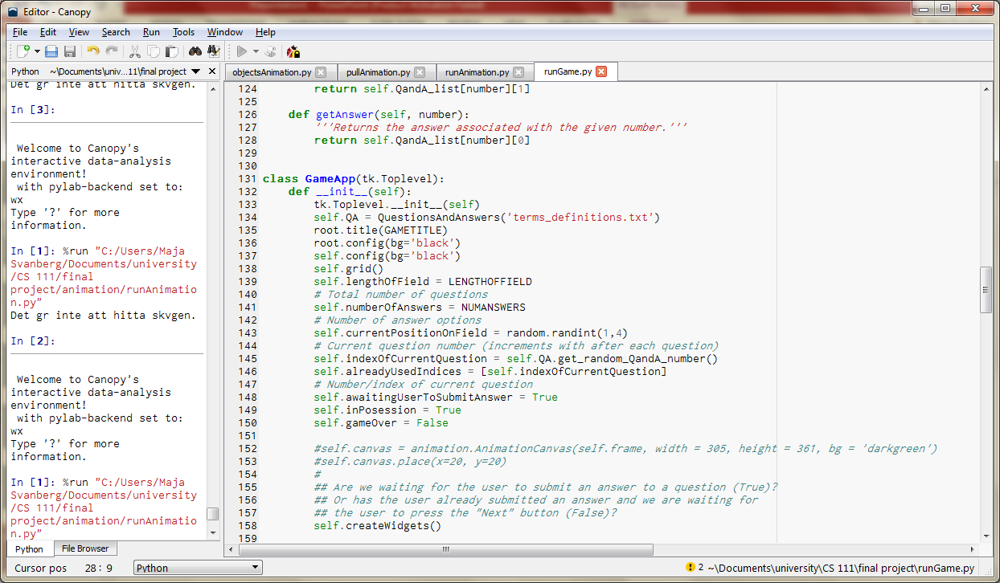 Editor - Canopy
File Edit View Search Run Tools Window Help
Python ~\Documents\univ...11\final project
Det gr inte att hitta skvgen.
In [3]:
Welcome to Canopy's
interactive data-analysis
environment!
with pylab-backend set to:
wx
Type '?' for more
information.
In [1]: %run "C:/Users/Maja
Svanberg/Documents/university
/CS 111/final
project/animation/runAnimatio
n.py"
Det gr inte att hitta skvgen.
In [2]:
Welcome to Canopy's
interactive data-analysis
environment!
with pylab-backend set to:
wx
Type '?' for more
information.
In [1]: %run "C:/Users/Maja
Svanberg/Documents/university
/CS 111/final
project/animation/runAnimatio
n.py"
Python File Browser
objectsAnimation.py pullAnimation.py runAnimation.py runGame.py
124 return self.QandA_list[number][1]
125
126 def getAnswer(self, number):
127 '''Returns the answer associated with the given number.'''
128 return self.QandA_list[number][0]
129
130
131 class GameApp(tk.Toplevel):
132 def __init__(self):
133 tk.Toplevel.__init__(self)
134 self.QA = QuestionsAndAnswers('terms_definitions.txt')
135 root.title(GAMETITLE)
136 root.config(bg='black')
137 self.config(bg='black')
138 self.grid()
139 self.lengthOfField = LENGTHOFFIELD
140 # Total number of questions
141 self.numberOfAnswers = NUMANSWERS
142 # Number of answer options
143 self.currentPositionOnField = random.randint(1,4)
144 # Current question number (increments with after each question)
145 self.indexOfCurrentQuestion = self.QA.get_random_QandA_number()
146 self.alreadyUsedIndices = [self.indexOfCurrentQuestion]
147 # Number/index of current question
148 self.awaitingUserToSubmitAnswer = True
149 self.inPosession = True
150 self.gameOver = False
151
152 #self.canvas = animation.AnimationCanvas(self.frame, width = 305, height = 361, bg = 'darkgreen')
153 #self.canvas.place(x=20, y=20)
154 #
155 ## Are we waiting for the user to submit an answer to a question (True)?
156 ## Or has the user already submitted an answer and we are waiting for
157 ## the user to press the "Next" button (False)?
158 self.createWidgets()
159
Cursor pos 28 : 9 Python 2 ~\Documents\university\CS 111\final project\runGame.py